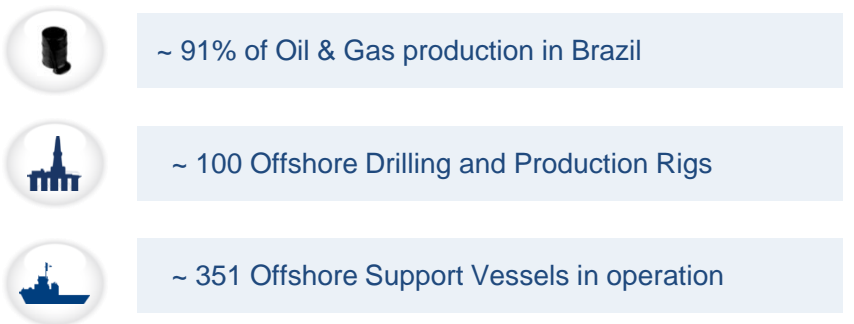 ~ 91% of Oil & Gas production in Brazil
~ 100 Offshore Drilling and Production Rigs
~ 351 Offshore Support Vessels in operation